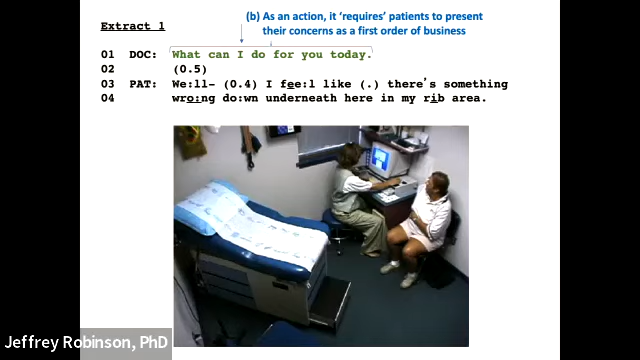 (b) As an action, it ‘requires’ patients to present
their concerns as a first order of business
Extract 1
01 DOC: What can I do for you today.
02 (0.5)
03 PAT: We:ll- (0.4) I fee:l like (.) there's something
04 wro:ng do:wn underneath here in my rib area.
Jeffrey Robinson, PhD